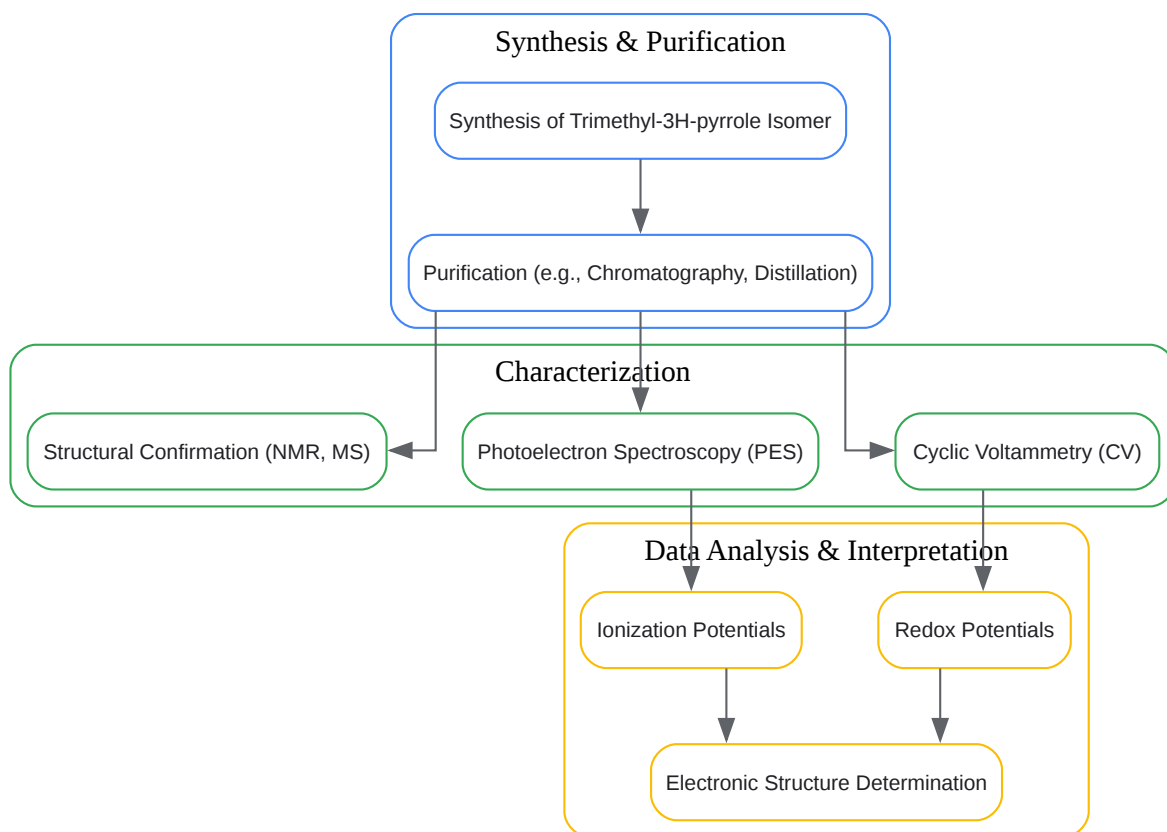 Synthesis & Purification
Synthesis of Trimethyl-3H-pyrrole Isomer
Purification (e.g., Chromatography, Distillation)
Characterization
Structural Confirmation (NMR, MS)
Photoelectron Spectroscopy (PES)
Cyclic Voltammetry (CV)
Data Analysis & Interpretation
Ionization Potentials
Redox Potentials
Electronic Structure Determination